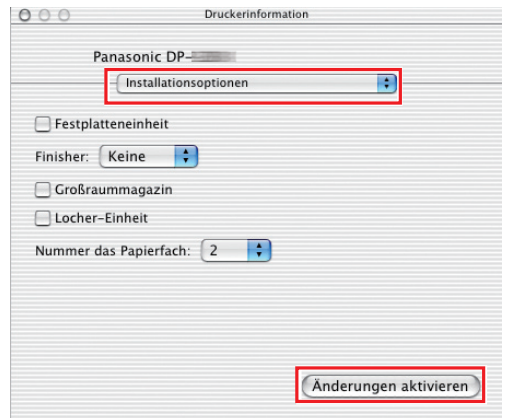 Druckerinformation
Panasonic DP-
Installationsoptionen
Festplatteneinheit
Finisher: Keine
Großraummagazin
Locher-Einheit
Nummer das Papierfach: 2
Änderungen aktivieren